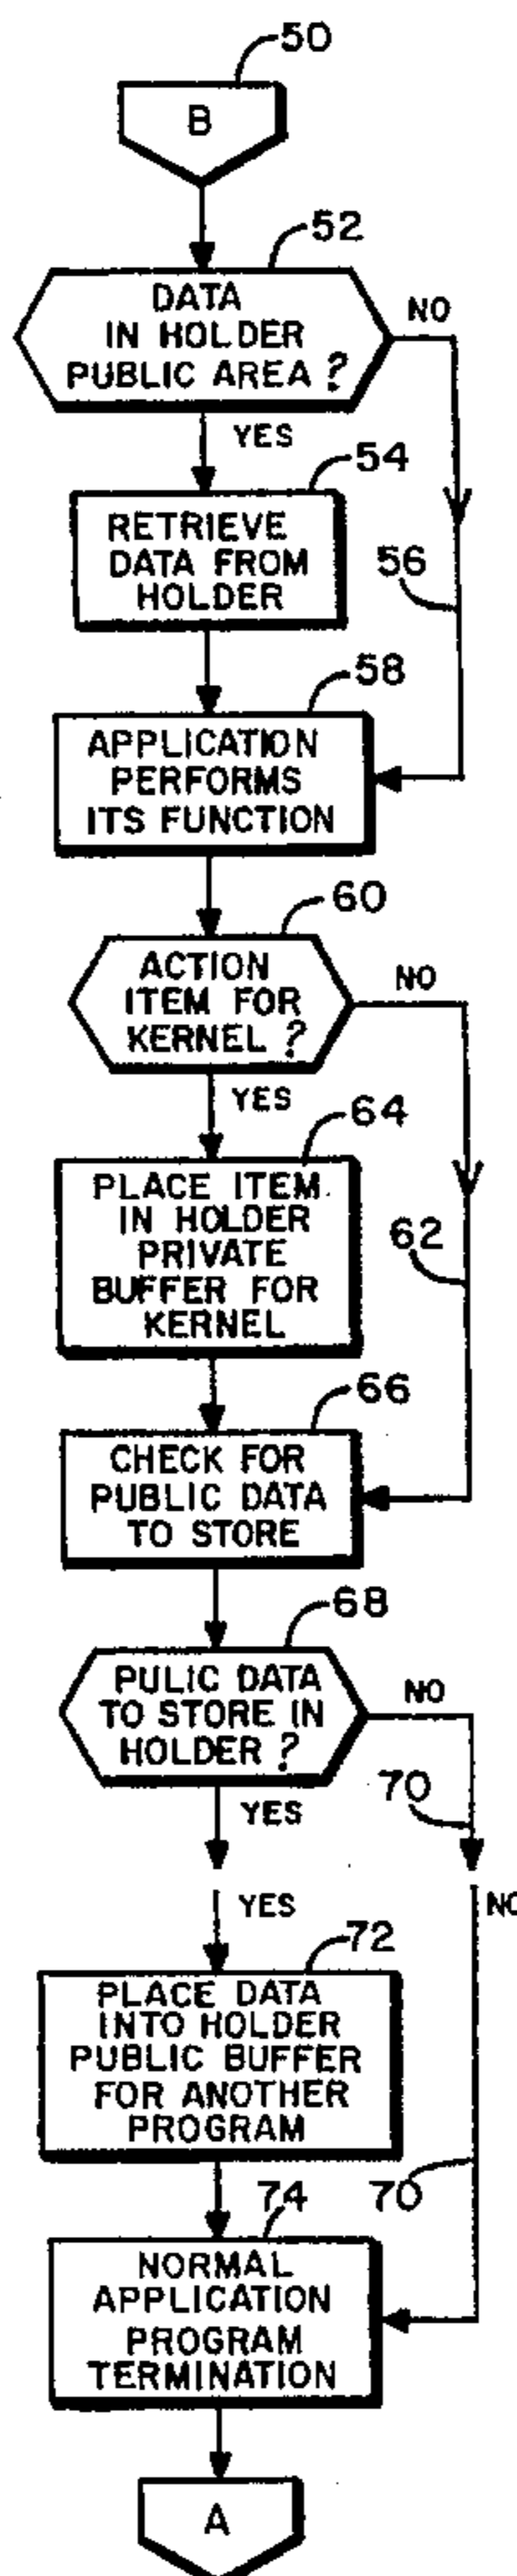 50
B
52
DATA
IN HOLDER
PUBLIC AREA ?
NO
YES
54
RETRIEVE
DATA FROM
HOLDER
56
58
APPLICATION
PERFORMS
ITS FUNCTION
60
ACTION
ITEM FOR
KERNEL ?
NO
YES
64
PLACE ITEM
IN HOLDER
PRIVATE
BUFFER FOR
KERNEL
62
66
CHECK FOR
PUBLIC DATA
TO STORE
68
PULIC DATA
TO STORE IN
HOLDER ?
NO
70
YES
YES
NO
72
PLACE DATA
INTO HOLDER
PUBLIC BUFFER
FOR ANOTHER
PROGRAM
70
74
NORMAL
APPLICATION
PROGRAM
TERMINATION
A